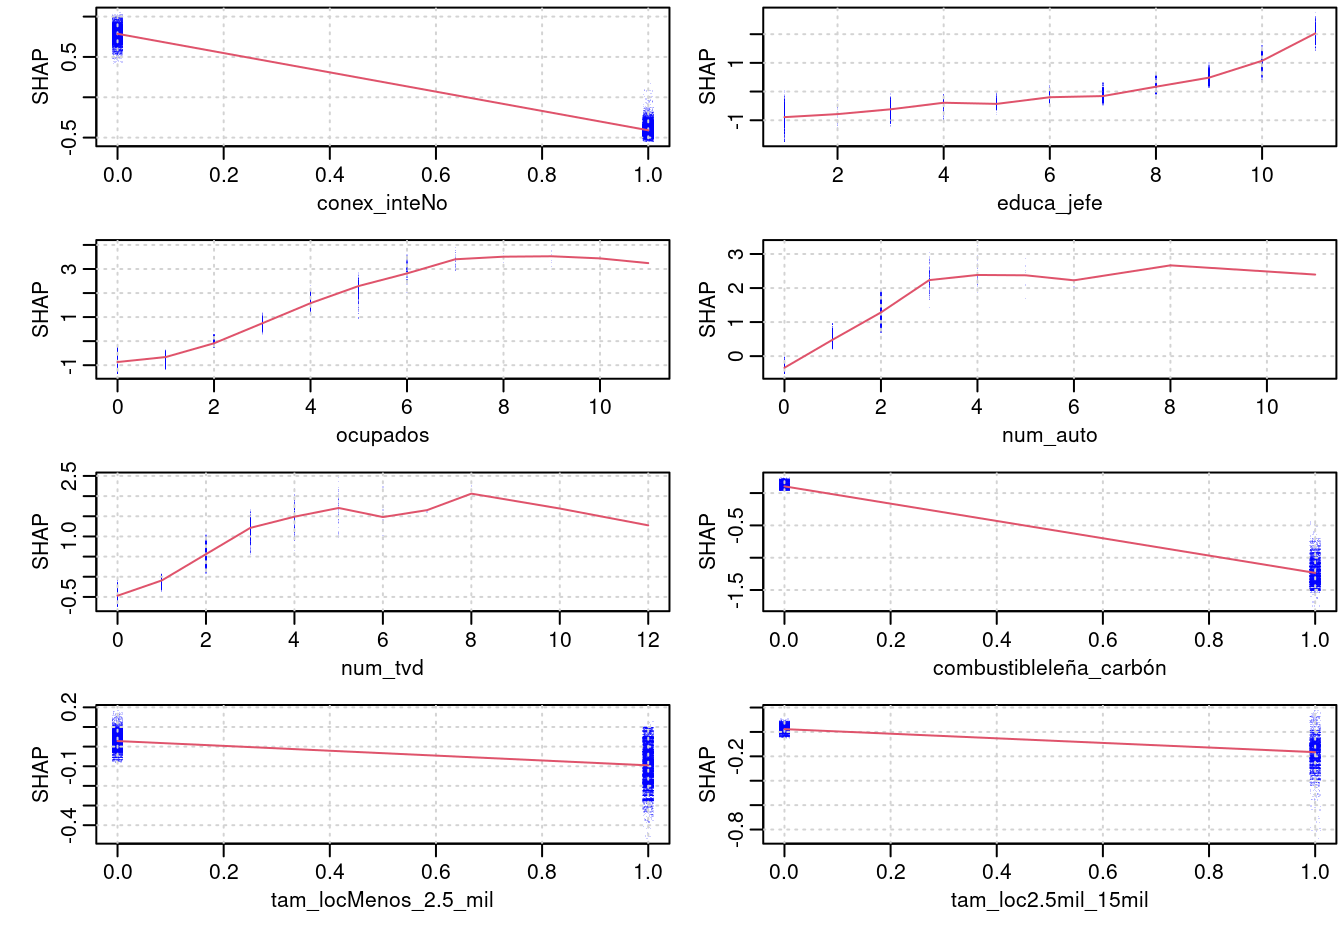 SHAP
-0.5 0.5
0.0 0.2 0.4 0.6 0.8 1.0
conex_inteNo
SHAP
-1 1
2 4 6 8 10
educa_jefe
SHAP
-1 1 3
0 2 4 6 8 10
ocupados
SHAP
0 1 2 3
0 2 4 6 8 10
num_auto
SHAP
-0.5 1.0 2.5
0 2 4 6 8 10 12
num_tvd
SHAP
-1.5 -0.5
0.0 0.2 0.4 0.6 0.8 1.0
combustibleleña_carbón
SHAP
-0.4 -0.1 0.2
0.0 0.2 0.4 0.6 0.8 1.0
tam_locMenos_2.5_mil
SHAP
-0.8 -0.2
0.0 0.2 0.4 0.6 0.8 1.0
tam_loc2.5mil_15mil